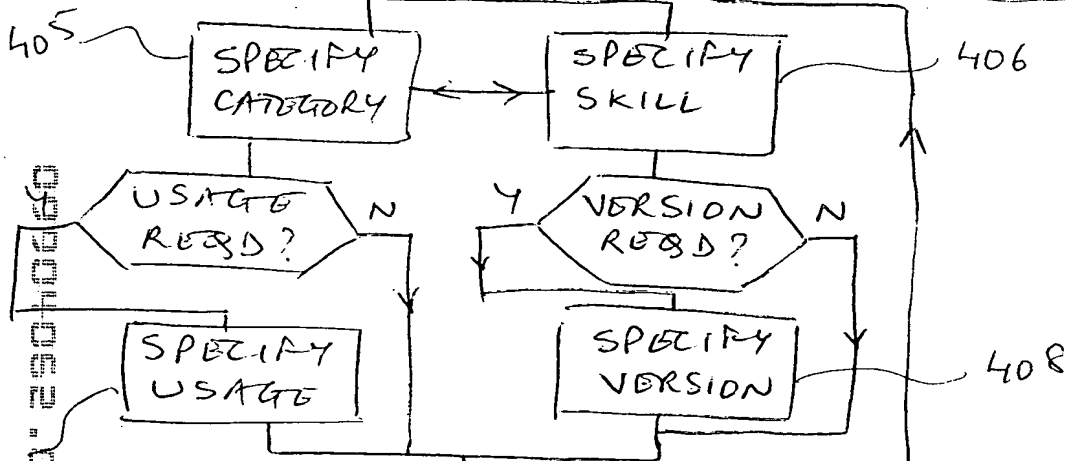 405
SPECIFY
CATEGORY
SPECIFY
SKILL
406
Y
USAGE
REQD?
N
Y
VERSION
REQD?
N
SPECIFY
USAGE
SPECIFY
VERSION
408